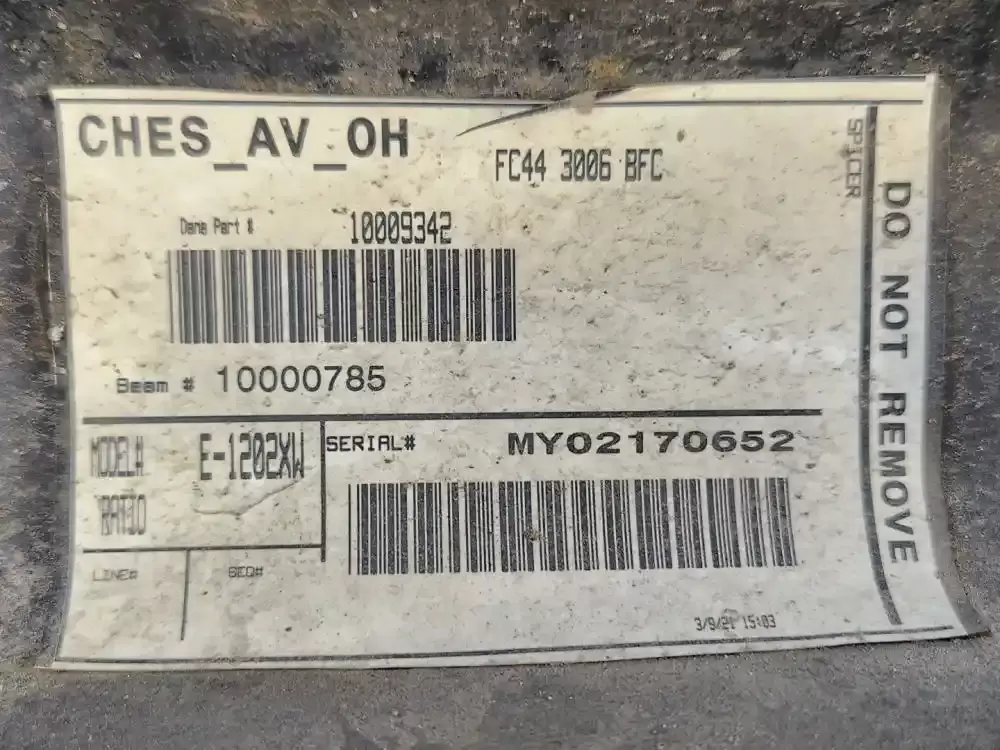 CHES_AV_OH
FC44 3006 BFC
SPICER
DO NOT REMOVE
Dana Part # 10009342
Beam # 10000785
MODEL# E-1202XW
RATIO
SERIAL# MY02170652
LINE#
SEQ#
3/9/21 15:03